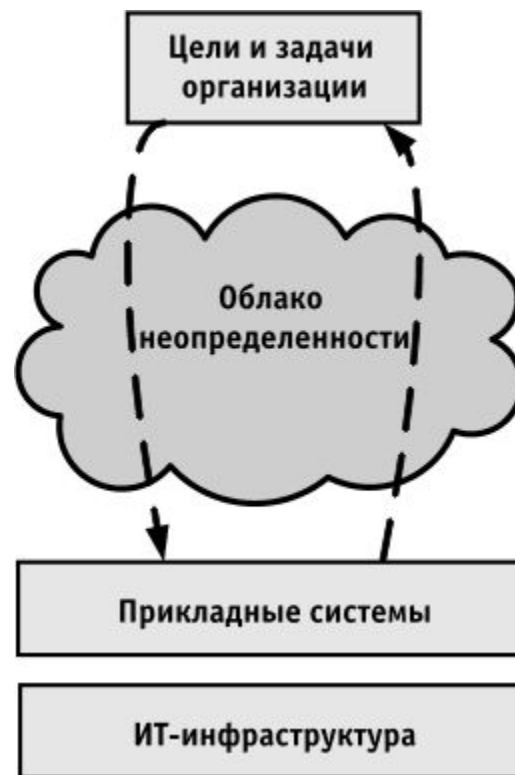 Цели и задачи
организации
Облако
неопределенности
Прикладные системы
ИТ-инфраструктура